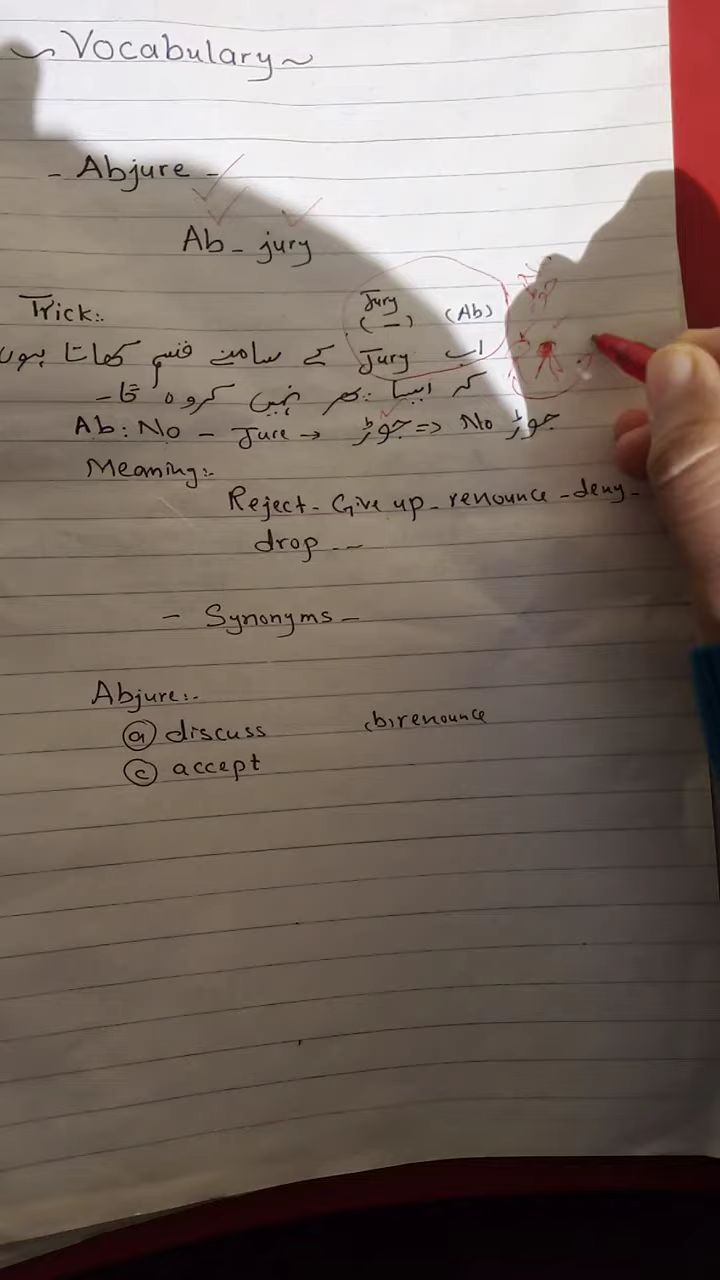 ~ Vocabulary ~
- Abjure -
Ab - jury
Trick:-
Jury (Ab)
(-)
اب Jury کے سامنے قسم کھاتا ہوں
کہ ایسا نہیں کروں گا۔
Ab: No - Jure → جوڑ => No جوڑ
Meaning:-
Reject - Give up - renounce - deny -
drop --
- Synonyms -
Abjure:-
(a) discuss (b) renounce
(c) accept